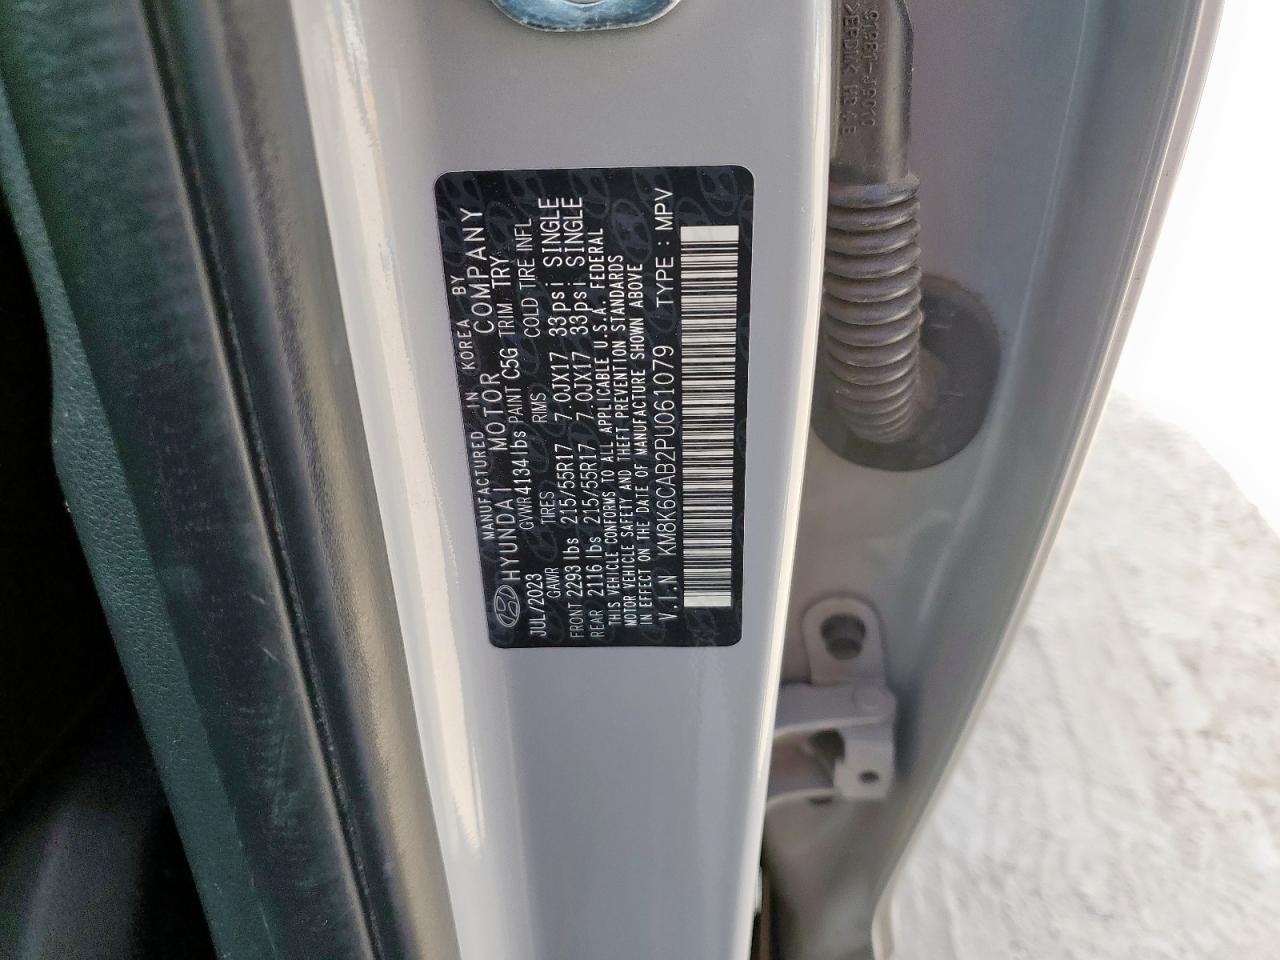 MANUFACTURED IN KOREA BY
HYUNDAI MOTOR COMPANY
JUL/2023 GVWR4134lbs PAINT C5G TRIM TRY
GAWR TIRES RIMS COLD TIRE INFL
FRONT 2293lbs 215/55R17 7.0JX17 33psi SINGLE
REAR 2116lbs 215/55R17 7.0JX17 33psi SINGLE
THIS VEHICLE CONFORMS TO ALL APPLICABLE U.S.A. FEDERAL
MOTOR VEHICLE SAFETY AND THEFT PREVENTION STANDARDS
IN EFFECT ON THE DATE OF MANUFACTURE SHOWN ABOVE
V.I.N KM8K6CAB2PU061079 TYPE : MPV